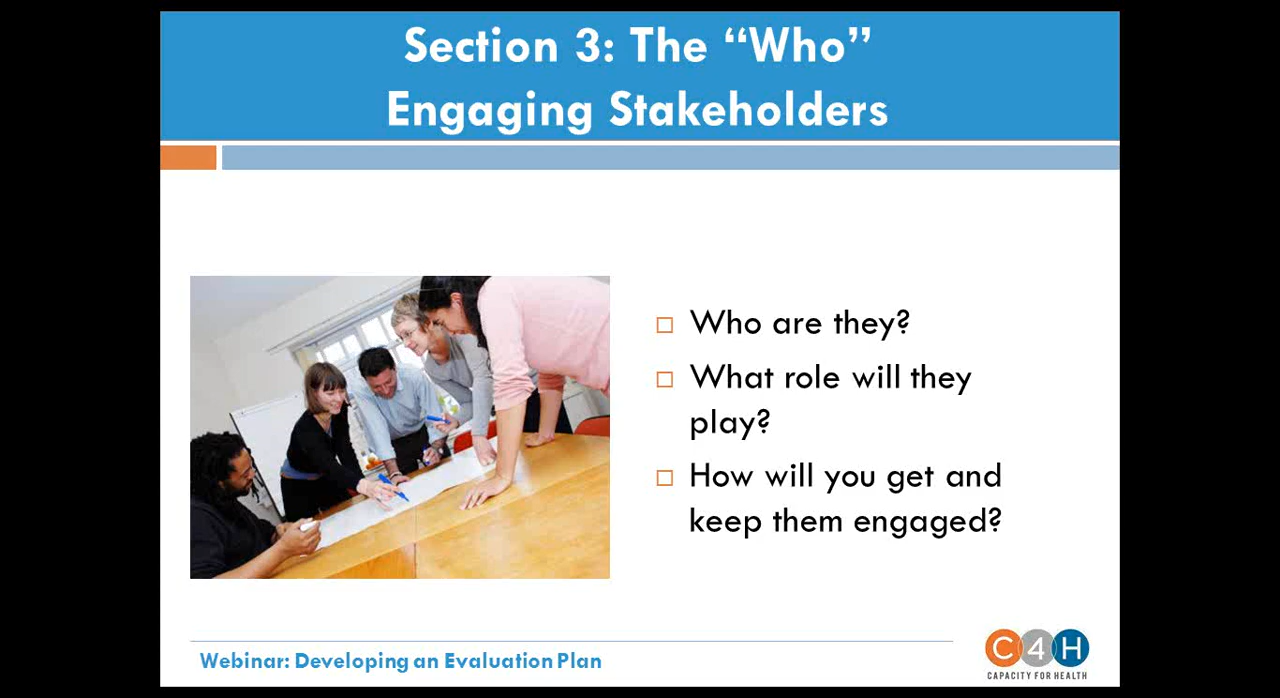 Section 3: The “Who”
Engaging Stakeholders
Who are they?
What role will they
play?
How will you get and
keep them engaged?
Webinar: Developing an Evaluation Plan
C4H
CAPACITY FOR HEALTH